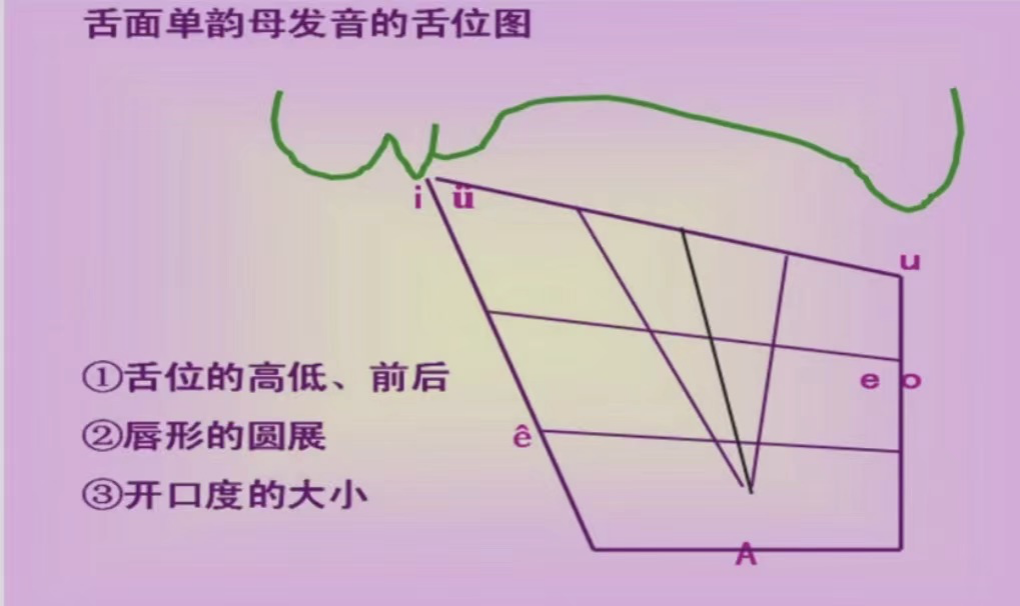 舌面单韵母发音的舌位图
i ü
u
①舌位的高低、前后
e o
②唇形的圆展
ê
③开口度的大小
A